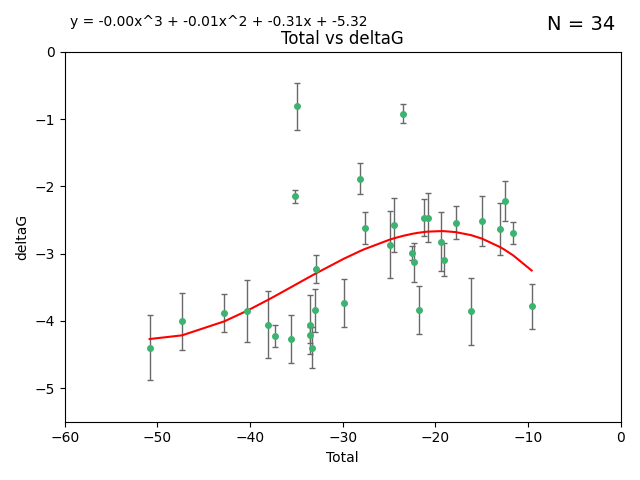 y = -0.00x^3 + -0.01x^2 + -0.31x + -5.32
N = 34
Total vs deltaG
0
−1
−2
−3
−4
−5
deltaG
−60 −50 −40 −30 −20 −10 0
Total